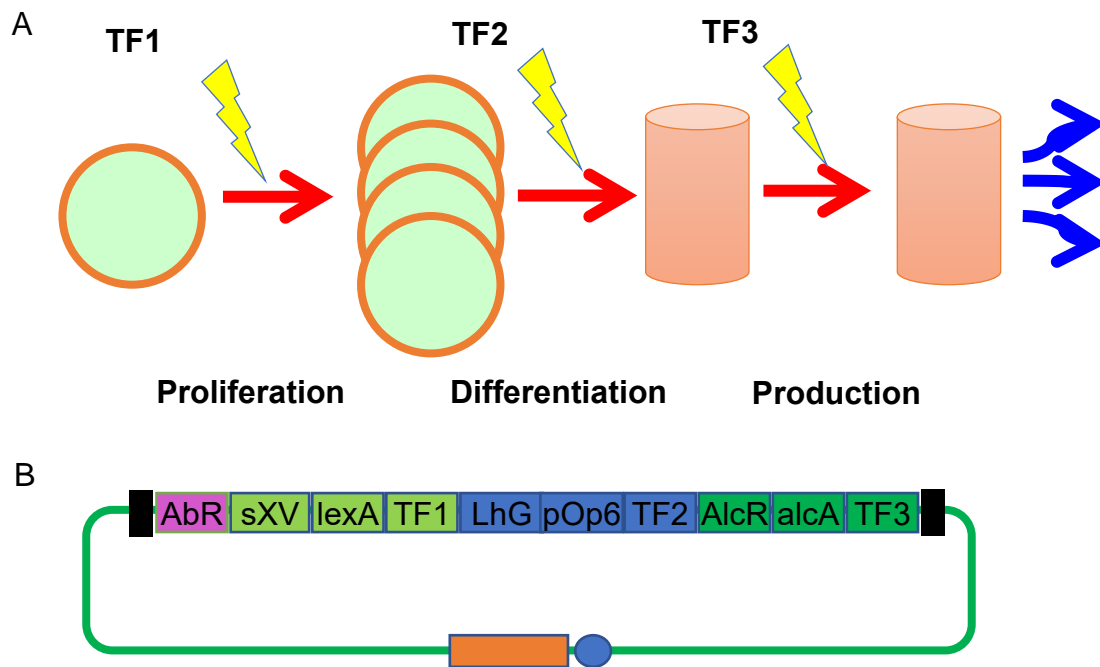 A
TF1
TF2
TF3
Proliferation
Differentiation
Production
B
AbR sXV lexA TF1 LhG pOp6 TF2 AlcR alcA TF3